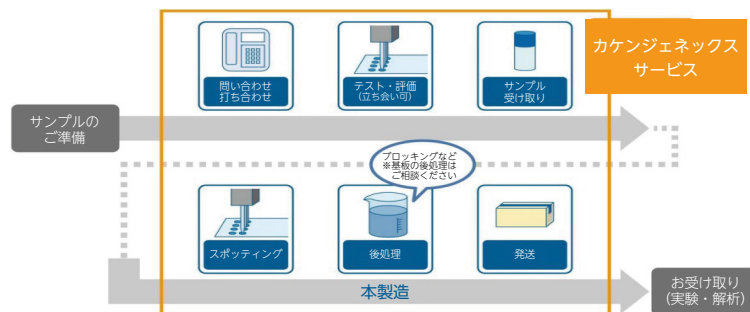 カケンジェネックス
サービス
問い合わせ
打ち合わせ
テスト・評価
(立ち会い可)
サンプル
受け取り
サンプルの
ご準備
ブロッキングなど
※基板の後処理は
ご相談ください
スポッティング
後処理
発送
本製造
お受け取り
(実験・解析)